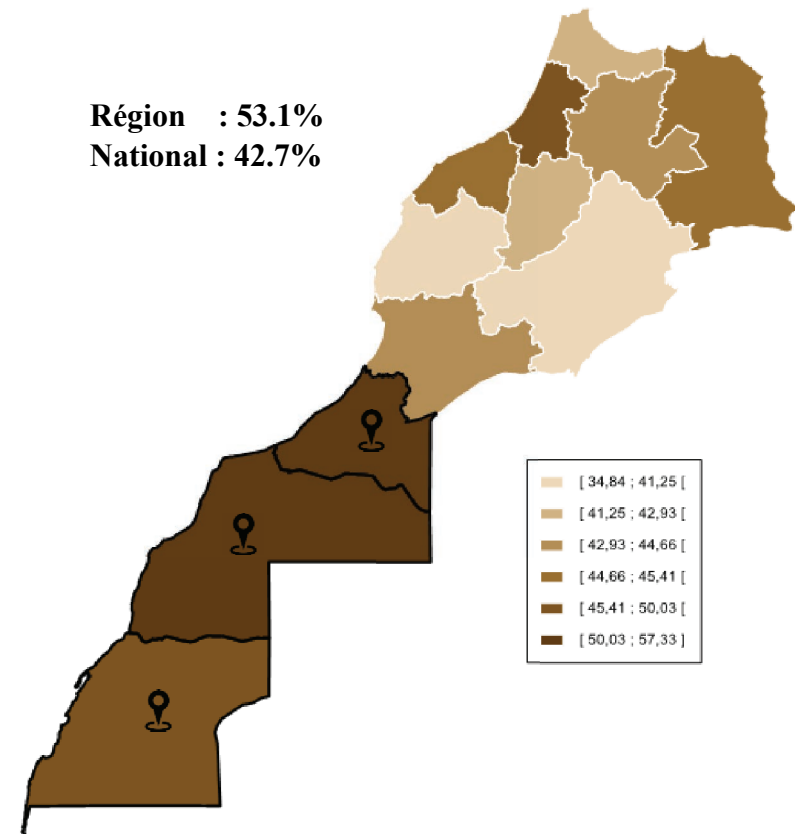 Région : 53.1%
National : 42.7%
[ 34,84 ; 41,25 [
[ 41,25 ; 42,93 [
[ 42,93 ; 44,66 [
[ 44,66 ; 45,41 [
[ 45,41 ; 50,03 [
[ 50,03 ; 57,33 ]